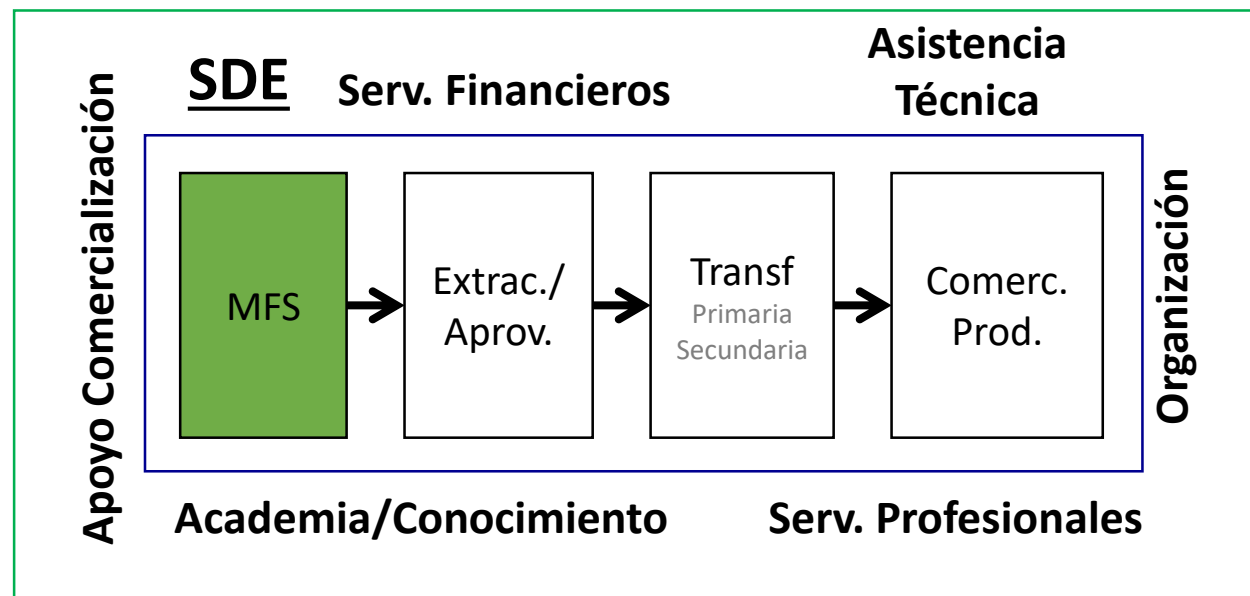 SDE
Serv. Financieros
Asistencia
Técnica
Apoyo Comercialización
MFS
Extrac./
Aprov.
Transf
Primaria
Secundaria
Comerc.
Prod.
Organización
Academia/Conocimiento
Serv. Profesionales